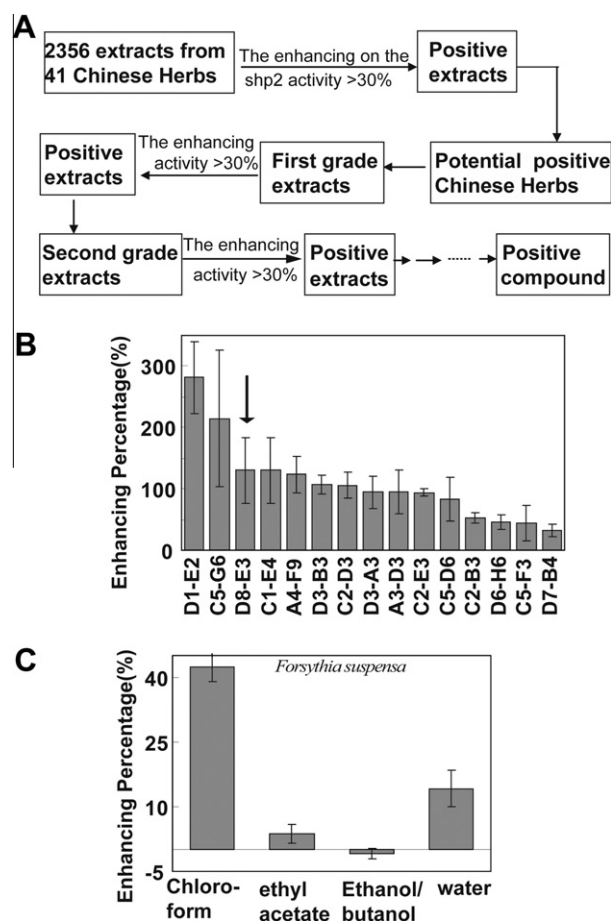 A
2356 extracts from
41 Chinese Herbs
The enhancing on the
shp2 activity >30%
Positive
extracts
Positive
extracts
The enhancing
activity >30%
First grade
extracts
Potential positive
Chinese Herbs
Second grade
extracts
The enhancing
activity >30%
Positive
extracts
Positive
compound
B
Enhancing Percentage(%)
300
200
100
0
D1-E2
C5-G6
D8-E3
C1-E4
A4-F9
D3-B3
C2-D3
D3-A3
A3-D3
C2-E3
C5-D6
C2-B3
D6-H6
C5-F3
D7-B4
C
Enhancing Percentage(%)
Forsythia suspensa
40
25
10
-5
Chloro-
form
ethyl
acetate
Ethanol/
butanol
water